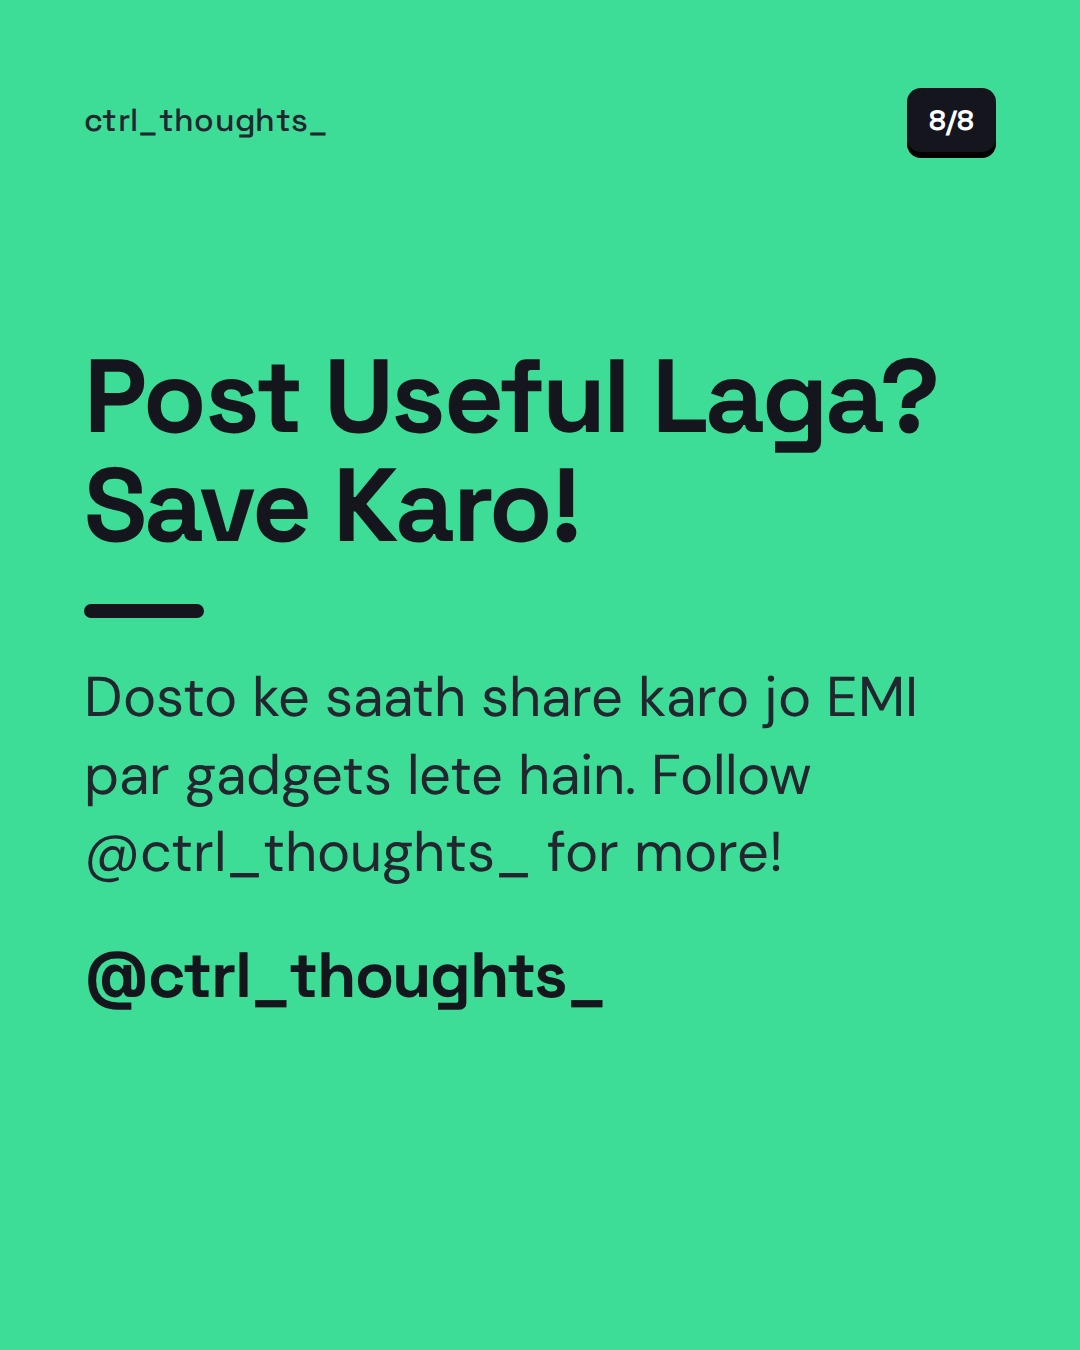 ctrl_thoughts_
8/8
Post Useful Laga?
Save Karo!
Dosto ke saath share karo jo EMI
par gadgets lete hain. Follow
@ctrl_thoughts_ for more!
@ctrl_thoughts_